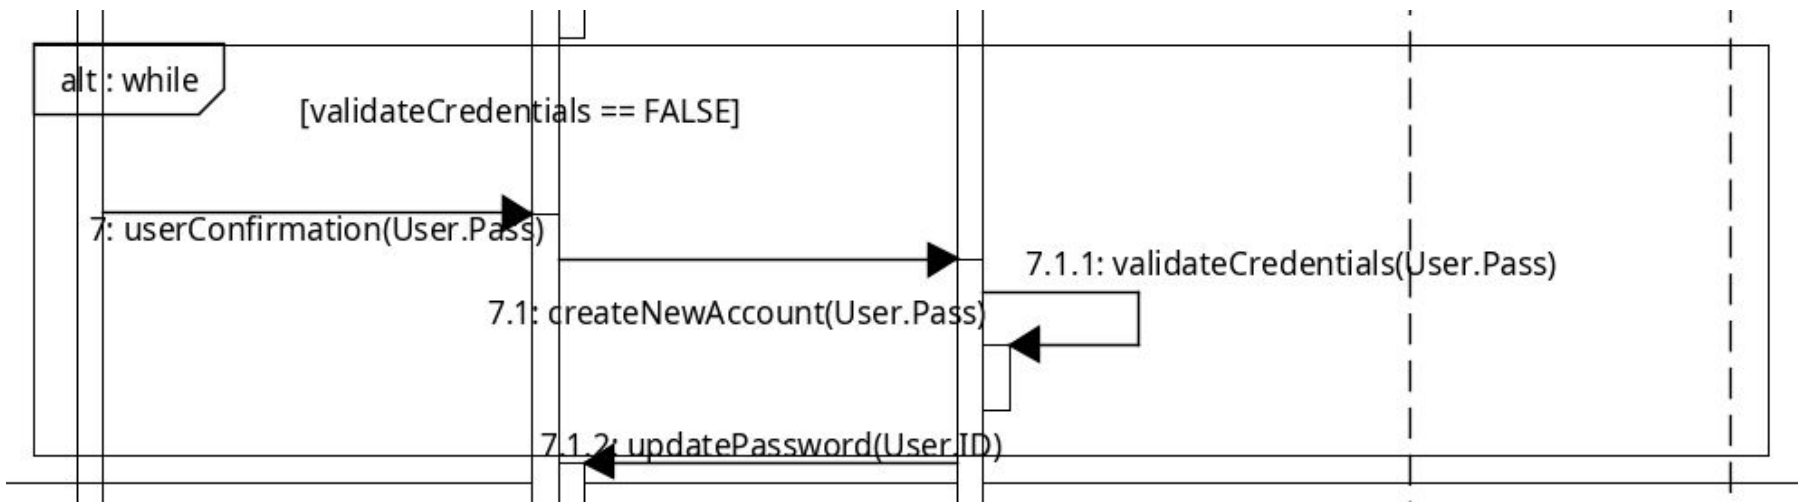 alt : while
[validateCredentials == FALSE]
7: userConfirmation(User.Pass)
7.1.1: validateCredentials(User.Pass)
7.1: createNewAccount(User.Pass)
7.1.2: updatePassword(User.ID)